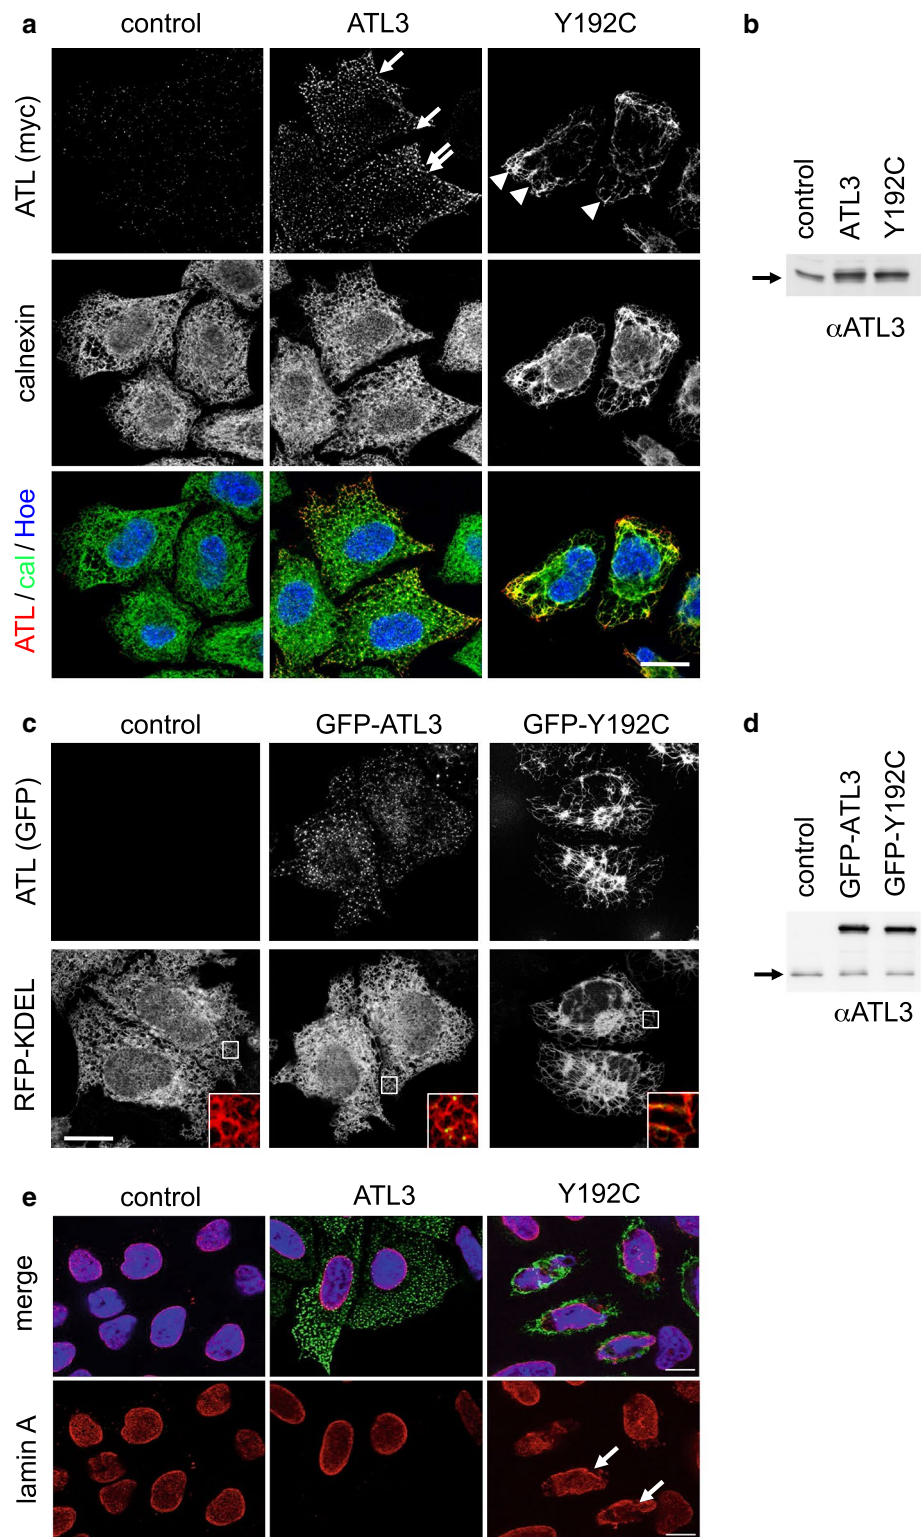 a
control
ATL3
Y192C
ATL (myc)
calnexin
ATL / cal / Hoe
b
control
ATL3
Y192C
αATL3
c
control
GFP-ATL3
GFP-Y192C
ATL (GFP)
RFP-KDEL
d
control
GFP-ATL3
GFP-Y192C
αATL3
e
control
ATL3
Y192C
merge
lamin A